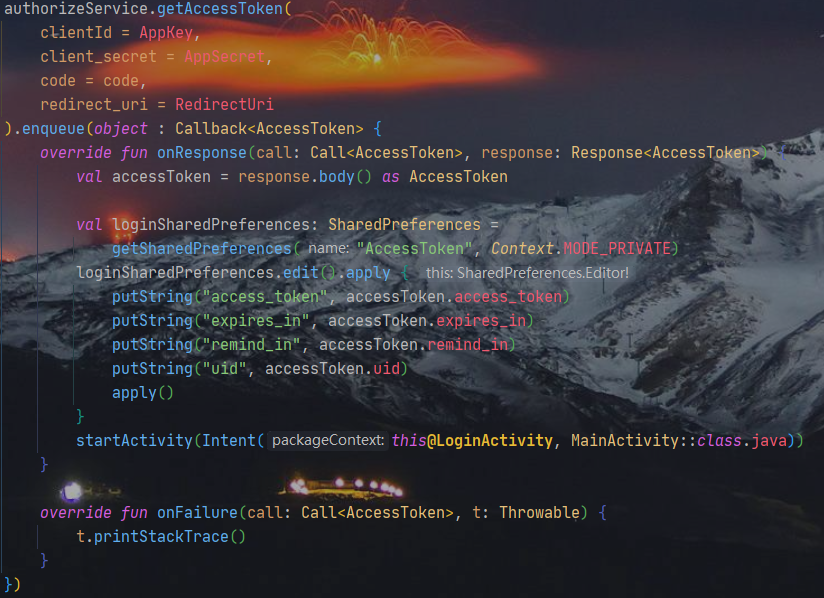 authorizeService.getAccessToken(
    clientId = AppKey,
    client_secret = AppSecret,
    code = code,
    redirect_uri = RedirectUri
).enqueue(object : Callback<AccessToken> {
    override fun onResponse(call: Call<AccessToken>, response: Response<AccessToken>) {
        val accessToken = response.body() as AccessToken
        val loginSharedPreferences: SharedPreferences =
            getSharedPreferences( name: "AccessToken", Context.MODE_PRIVATE)
        loginSharedPreferences.edit().apply { this: SharedPreferences.Editor!
            putString("access_token", accessToken.access_token)
            putString("expires_in", accessToken.expires_in)
            putString("remind_in", accessToken.remind_in)
            putString("uid", accessToken.uid)
            apply()
        }
        startActivity(Intent( packageContext: this@LoginActivity, MainActivity::class.java))
    }
    override fun onFailure(call: Call<AccessToken>, t: Throwable) {
        t.printStackTrace()
    }
})